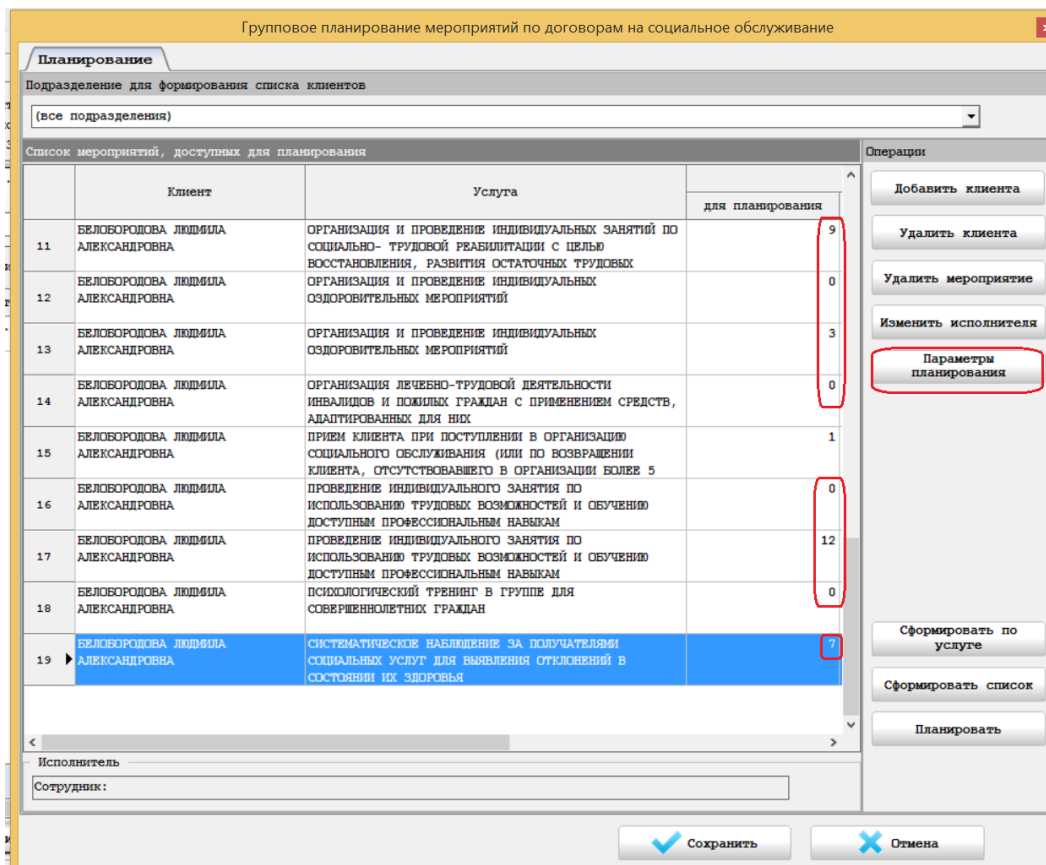 Групповое планирование мероприятий по договорам на социальное обслуживание
Планирование
Подразделение для формирования списка клиентов
(все подразделения)
Список мероприятий, доступных для планирования
Операции
Клиент
Услуга
для планирования
11
БЕЛОБОРОДОВА ЛЮДМИЛА
АЛЕКСАНДРОВНА
ОРГАНИЗАЦИЯ И ПРОВЕДЕНИЕ ИНДИВИДУАЛЬНЫХ ЗАНЯТИЙ ПО
СОЦИАЛЬНО- ТРУДОВОЙ РЕАБИЛИТАЦИИ С ЦЕЛЬЮ
ВОССТАНОВЛЕНИЯ, РАЗВИТИЯ ОСТАТОЧНЫХ ТРУДОВЫХ
9
12
БЕЛОБОРОДОВА ЛЮДМИЛА
АЛЕКСАНДРОВНА
ОРГАНИЗАЦИЯ И ПРОВЕДЕНИЕ ИНДИВИДУАЛЬНЫХ
ОЗДОРОВИТЕЛЬНЫХ МЕРОПРИЯТИЙ
0
13
БЕЛОБОРОДОВА ЛЮДМИЛА
АЛЕКСАНДРОВНА
ОРГАНИЗАЦИЯ И ПРОВЕДЕНИЕ ИНДИВИДУАЛЬНЫХ
ОЗДОРОВИТЕЛЬНЫХ МЕРОПРИЯТИЙ
3
14
БЕЛОБОРОДОВА ЛЮДМИЛА
АЛЕКСАНДРОВНА
ОРГАНИЗАЦИЯ ЛЕЧЕБНО-ТРУДОВОЙ ДЕЯТЕЛЬНОСТИ
ИНВАЛИДОВ И ПОЖИЛЫХ ГРАЖДАН С ПРИМЕНЕНИЕМ СРЕДСТВ,
АДАПТИРОВАННЫХ ДЛЯ НИХ
0
15
БЕЛОБОРОДОВА ЛЮДМИЛА
АЛЕКСАНДРОВНА
ПРИЕМ КЛИЕНТА ПРИ ПОСТУПЛЕНИИ В ОРГАНИЗАЦИЮ
СОЦИАЛЬНОГО ОБСЛУЖИВАНИЯ (ИЛИ ПО ВОЗВРАЩЕНИИ
КЛИЕНТА, ОТСУТСТВОВАВШЕГО В ОРГАНИЗАЦИИ БОЛЕЕ 5
1
16
БЕЛОБОРОДОВА ЛЮДМИЛА
АЛЕКСАНДРОВНА
ПРОВЕДЕНИЕ ИНДИВИДУАЛЬНОГО ЗАНЯТИЯ ПО
ИСПОЛЬЗОВАНИЮ ТРУДОВЫХ ВОЗМОЖНОСТЕЙ И ОБУЧЕНИЮ
ДОСТУПНЫМ ПРОФЕССИОНАЛЬНЫМ НАВЫКАМ
0
17
БЕЛОБОРОДОВА ЛЮДМИЛА
АЛЕКСАНДРОВНА
ПРОВЕДЕНИЕ ИНДИВИДУАЛЬНОГО ЗАНЯТИЯ ПО
ИСПОЛЬЗОВАНИЮ ТРУДОВЫХ ВОЗМОЖНОСТЕЙ И ОБУЧЕНИЮ
ДОСТУПНЫМ ПРОФЕССИОНАЛЬНЫМ НАВЫКАМ
12
18
БЕЛОБОРОДОВА ЛЮДМИЛА
АЛЕКСАНДРОВНА
ПСИХОЛОГИЧЕСКИЙ ТРЕНИНГ В ГРУППЕ ДЛЯ
СОВЕРШЕННОЛЕТНИХ ГРАЖДАН
0
19
БЕЛОБОРОДОВА ЛЮДМИЛА
АЛЕКСАНДРОВНА
СИСТЕМАТИЧЕСКОЕ НАБЛЮДЕНИЕ ЗА ПОЛУЧАТЕЛЯМИ
СОЦИАЛЬНЫХ УСЛУГ ДЛЯ ВЫЯВЛЕНИЯ ОТКЛОНЕНИЙ В
СОСТОЯНИИ ИХ ЗДОРОВЬЯ
7
Добавить клиента
Удалить клиента
Удалить мероприятие
Изменить исполнителя
Параметры
планирования
Сформировать по
услуге
Сформировать список
Планировать
Исполнитель
Сотрудник:
Сохранить
Отмена